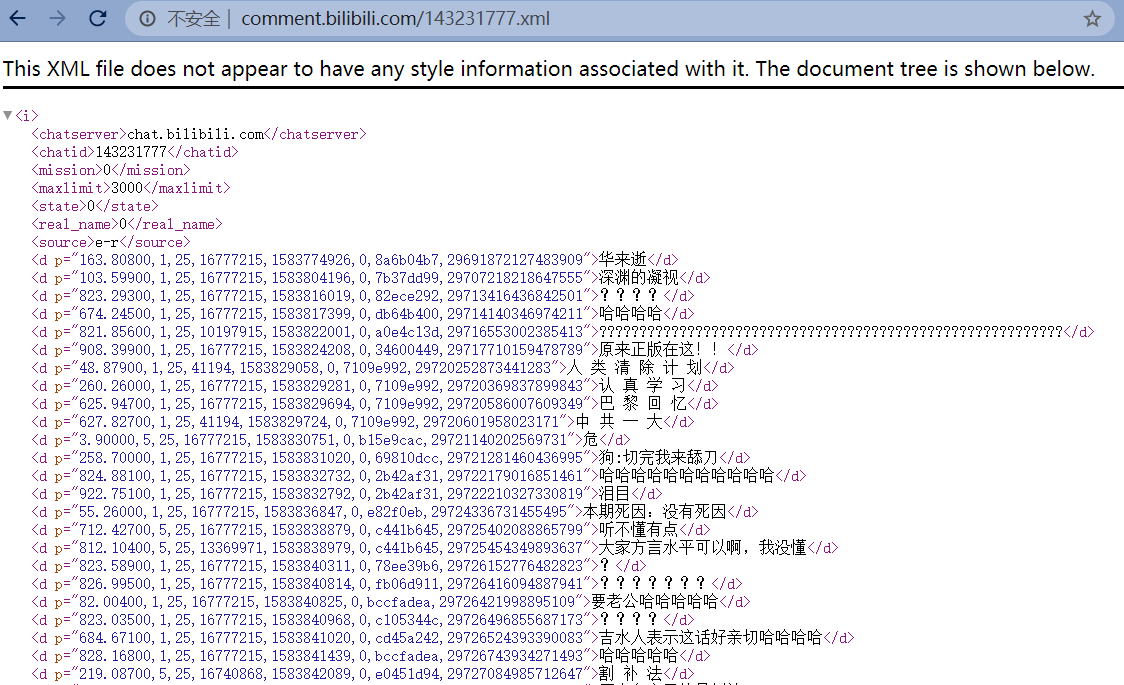 不安全 | comment.bilibili.com/143231777.xml
This XML file does not appear to have any style information associated with it. The document tree is shown below.
▼<i>
<chatserver>chat.bilibili.com</chatserver>
<chatid>143231777</chatid>
<mission>0</mission>
<maxlimit>3000</maxlimit>
<state>0</state>
<real_name>0</real_name>
<source>e-r</source>
<d p="163.80800,1,25,16777215,1583774926,0,8a6b04b7,29691872127483909">华来逝</d>
<d p="103.59900,1,25,16777215,1583804196,0,7b37dd99,29707218218647555">深渊的凝视</d>
<d p="823.29300,1,25,16777215,1583816019,0,82ece292,29713416436842501">？？？？</d>
<d p="674.24500,1,25,16777215,1583817399,0,db64b400,29714140346974211">哈哈哈哈</d>
<d p="821.85600,1,25,10197915,1583822001,0,a0e4c13d,29716553002385413">??????????????????????????????????????????????????????????</d>
<d p="908.39900,1,25,16777215,1583824208,0,34600449,29717710159478789">原来正版在这！！</d>
<d p="48.87900,1,25,41194,1583829058,0,7109e992,29720252873441283">人 类 清 除 计 划</d>
<d p="260.26000,1,25,16777215,1583829281,0,7109e992,29720369837899843">认 真 学 习</d>
<d p="625.94700,1,25,16777215,1583829694,0,7109e992,29720586007609349">巴 黎 回 忆</d>
<d p="627.82700,1,25,41194,1583829724,0,7109e992,29720601958023171">中 共 一 大</d>
<d p="3.90000,5,25,16777215,1583830751,0,b15e9cac,29721140202569731">危</d>
<d p="258.70000,1,25,16777215,1583831020,0,69810dcc,29721281460436995">狗:切完我来舔刀</d>
<d p="824.88100,1,25,16777215,1583832732,0,2b42af31,29722179016851461">哈哈哈哈哈哈哈哈哈哈哈</d>
<d p="922.75100,1,25,16777215,1583832792,0,2b42af31,29722210327330819">泪目</d>
<d p="55.26000,1,25,16777215,1583836847,0,e82f0eb,29724336731455495">本期死因：没有死因</d>
<d p="712.42700,5,25,16777215,1583838879,0,c441b645,29725402088865799">听不懂有点</d>
<d p="812.10400,5,25,13369971,1583838979,0,c441b645,29725454349893637">大家方言水平可以啊，我没懂</d>
<d p="823.58900,1,25,16777215,1583840311,0,78ee39b6,29726152776482823">？</d>
<d p="826.99500,1,25,16777215,1583840814,0,fb06d911,29726416094887941">？？？？？？？</d>
<d p="82.00400,1,25,16777215,1583840825,0,bccfadea,29726421998895109">要老公哈哈哈哈哈</d>
<d p="823.03500,1,25,16777215,1583840968,0,c105344c,29726496855687173">？？？？</d>
<d p="684.67100,1,25,16777215,1583841020,0,cd45a242,29726524393390083">吉水人表示这话好亲切哈哈哈哈</d>
<d p="828.16800,1,25,16777215,1583841439,0,bccfadea,29726743934271493">哈哈哈哈哈</d>
<d p="219.08700,5,25,16740868,1583842089,0,e0451d94,29727084985712647">割 补 法</d>